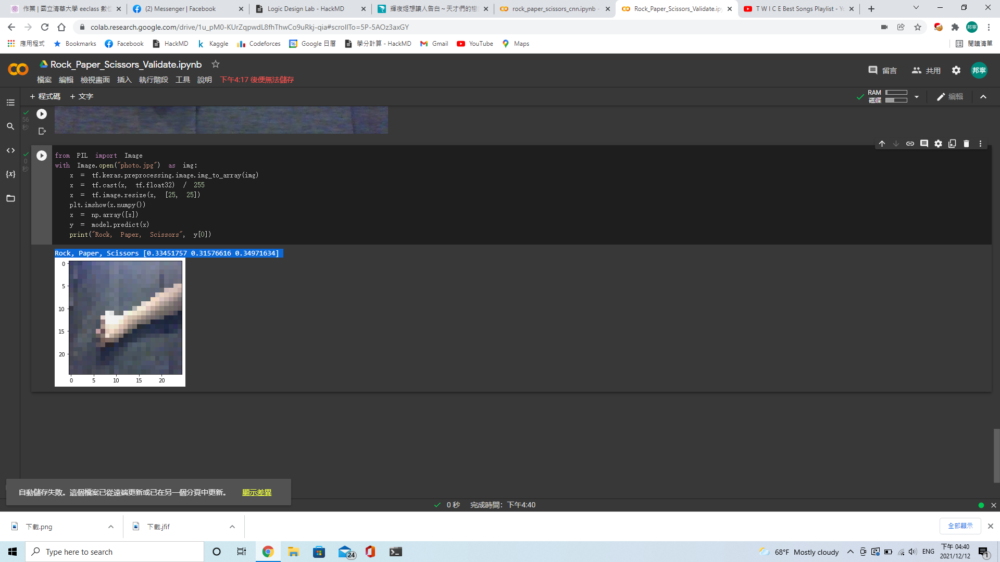 作業 | 國立清華大學 eeclass 數位
(2) Messenger | Facebook
Logic Design Lab - HackMD
輝夜姬想讓人告白~天才們的戀
rock_paper_scissors_cnn.ipynb -
Rock_Paper_Scissors_Validate.ipy
T W I C E Best Songs Playlist - Yo
colab.research.google.com/drive/1u_pM0-KUrZqpwdL8fhThwCo9uRkj-qia#scrollTo=5P-5AOz3axGY
邦寧
應用程式
Bookmarks
Facebook
HackMD
Kaggle
Codeforces
Google 日曆
學分計算 - HackMD
Gmail
YouTube
Maps
閱讀清單
Rock_Paper_Scissors_Validate.ipynb
檔案 編輯 檢視畫面 插入 執行階段 工具 說明 下午4:17 後便無法儲存
留言
共用
邦寧
+ 程式碼 + 文字
RAM
磁碟
編輯
56
秒
0
秒
from PIL import Image
with Image.open("photo.jpg") as img:
x = tf.keras.preprocessing.image.img_to_array(img)
x = tf.cast(x, tf.float32) / 255
x = tf.image.resize(x, [25, 25])
plt.imshow(x.numpy())
x = np.array([x])
y = model.predict(x)
print("Rock, Paper, Scissors", y[0])
Rock, Paper, Scissors [0.33451757 0.31576616 0.34971634]
0
5
10
15
20
0 5 10 15 20
自動儲存失敗。這個檔案已從遠端更新或已在另一個分頁中更新。 顯示差異
0 秒 完成時間: 下午4:40
下載.png
下載.jfif
全部顯示
Type here to search
24
68°F Mostly cloudy
ENG
下午 04:40
2021/12/12
1